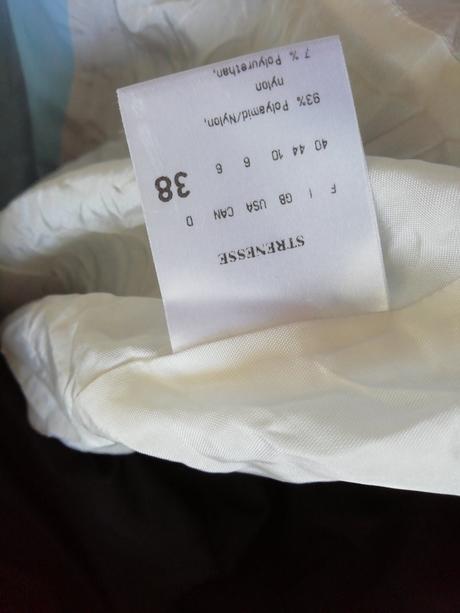 STRENESSE
F I GB USA CAN D
40 44 10 6 6 38
93% Polyamid/Nylon,
nylon
7 % Polyurethan,